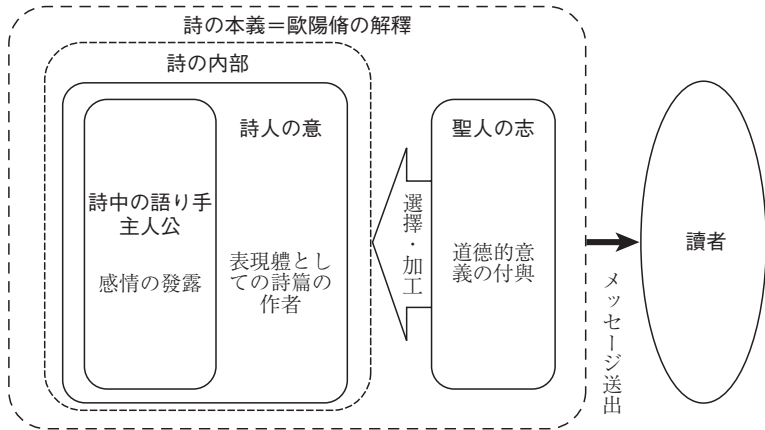 詩の本義＝歐陽脩の解釋
詩の内部
詩人の意
聖人の志
詩中の語り手
主人公
感情の發露
表現軆とし
ての詩篇の
作者
選擇・加工
道德的意
義の付與
メッセージ送出
讀者